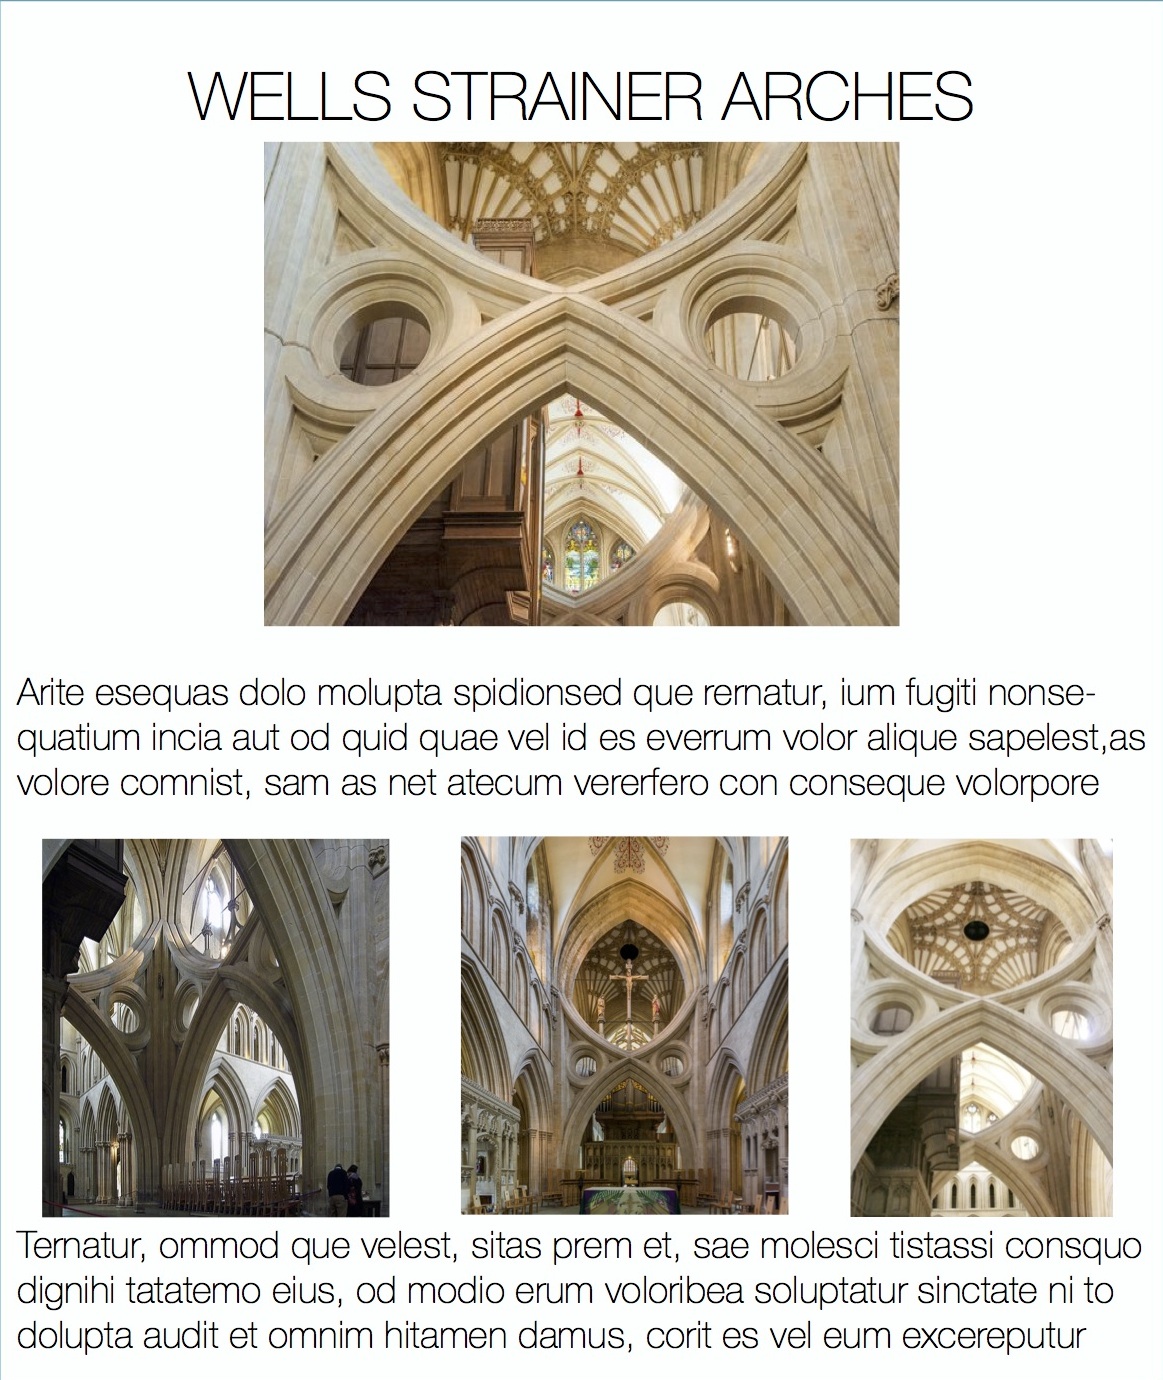 WELLS STRAINER ARCHES
Arite esequas dolo molupta spidionsed que rernatur, ium fugiti nonse-
quatium incia aut od quid quae vel id es everrum volor alique sapelest,as
volore comnist, sam as net atecum vererfero con conseque volorpore
Ternatur, ommod que velest, sitas prem et, sae molesci tistassi consquo
dignihi tatatemo eius, od modio erum voloribea soluptatur sinctate ni to
dolupta audit et omnim hitamen damus, corit es vel eum excereputur